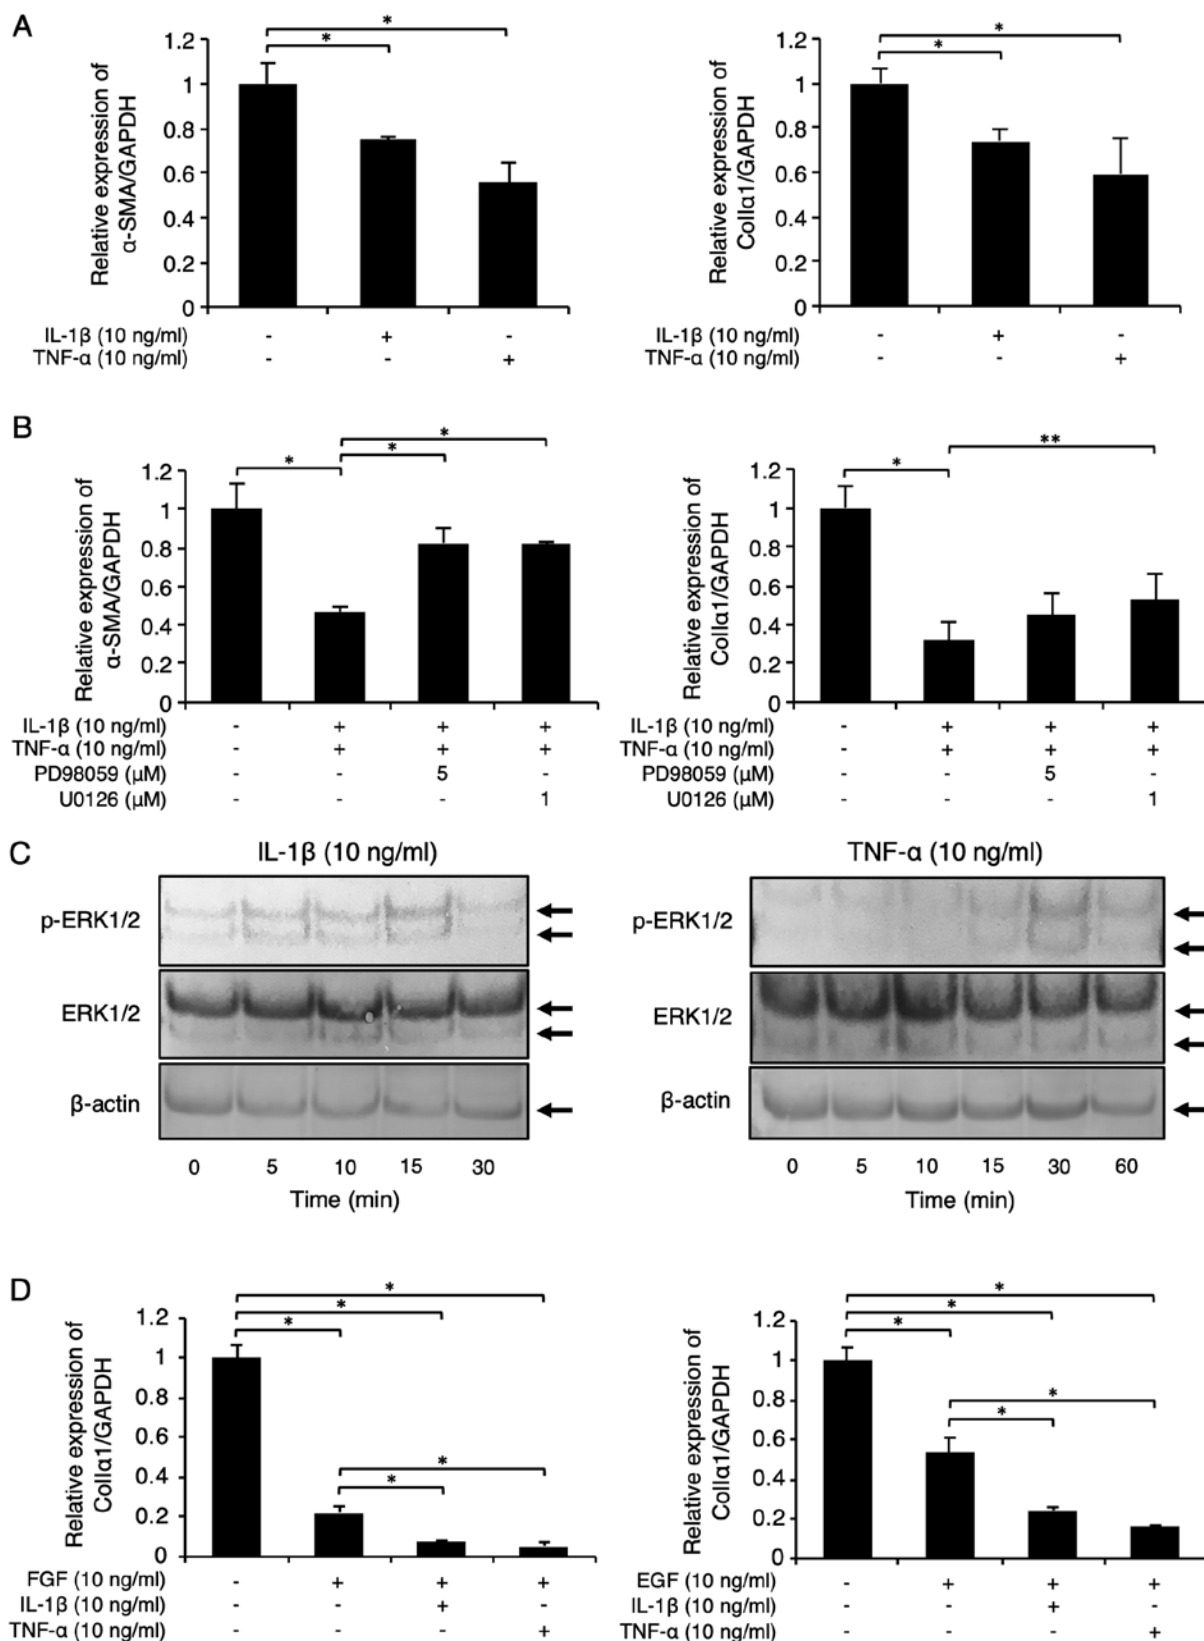 A
Relative expression of
α-SMA/GAPDH
1.2
1
0.8
0.6
0.4
0.2
0
*
*
IL-1β (10 ng/ml) - + -
TNF-α (10 ng/ml) - - +
Relative expression of
ColIα1/GAPDH
1.2
1
0.8
0.6
0.4
0.2
0
*
*
IL-1β (10 ng/ml) - + -
TNF-α (10 ng/ml) - - +
B
Relative expression of
α-SMA/GAPDH
1.2
1
0.8
0.6
0.4
0.2
0
*
* *
IL-1β (10 ng/ml) - + + +
TNF-α (10 ng/ml) - + + +
PD98059 (μM) - - 5 -
U0126 (μM) - - - 1
Relative expression of
ColIα1/GAPDH
1.2
1
0.8
0.6
0.4
0.2
0
**
*
IL-1β (10 ng/ml) - + + +
TNF-α (10 ng/ml) - + + +
PD98059 (μM) - - 5 -
U0126 (μM) - - - 1
C
IL-1β (10 ng/ml)
p-ERK1/2
ERK1/2
β-actin
0 5 10 15 30
Time (min)
TNF-α (10 ng/ml)
p-ERK1/2
ERK1/2
β-actin
0 5 10 15 30 60
Time (min)
D
Relative expression of
ColIα1/GAPDH
1.2
1
0.8
0.6
0.4
0.2
0
*
*
*
*
*
FGF (10 ng/ml) - + + +
IL-1β (10 ng/ml) - - + -
TNF-α (10 ng/ml) - - - +
Relative expression of
ColIα1/GAPDH
1.2
1
0.8
0.6
0.4
0.2
0
*
*
*
*
*
EGF (10 ng/ml) - + + +
IL-1β (10 ng/ml) - - + -
TNF-α (10 ng/ml) - - - +